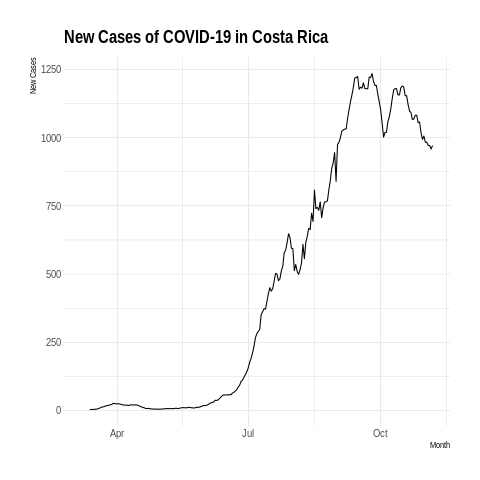 New Cases of COVID-19 in Costa Rica
New Cases
1250
1000
750
500
250
0
Apr
Jul
Oct
Month